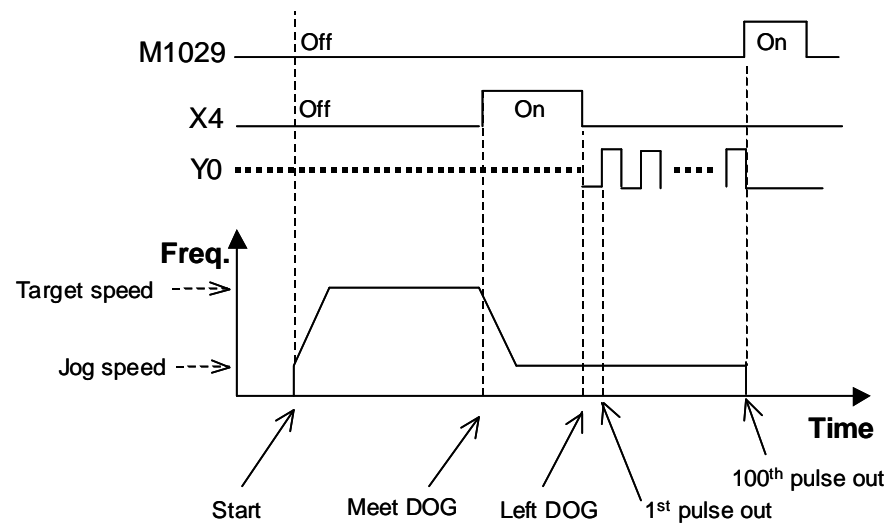 M1029
Off
On
X4
Off
On
Y0
Freq.
Target speed
Jog speed
Time
Start
Meet DOG
Left DOG
1st pulse out
100th pulse out